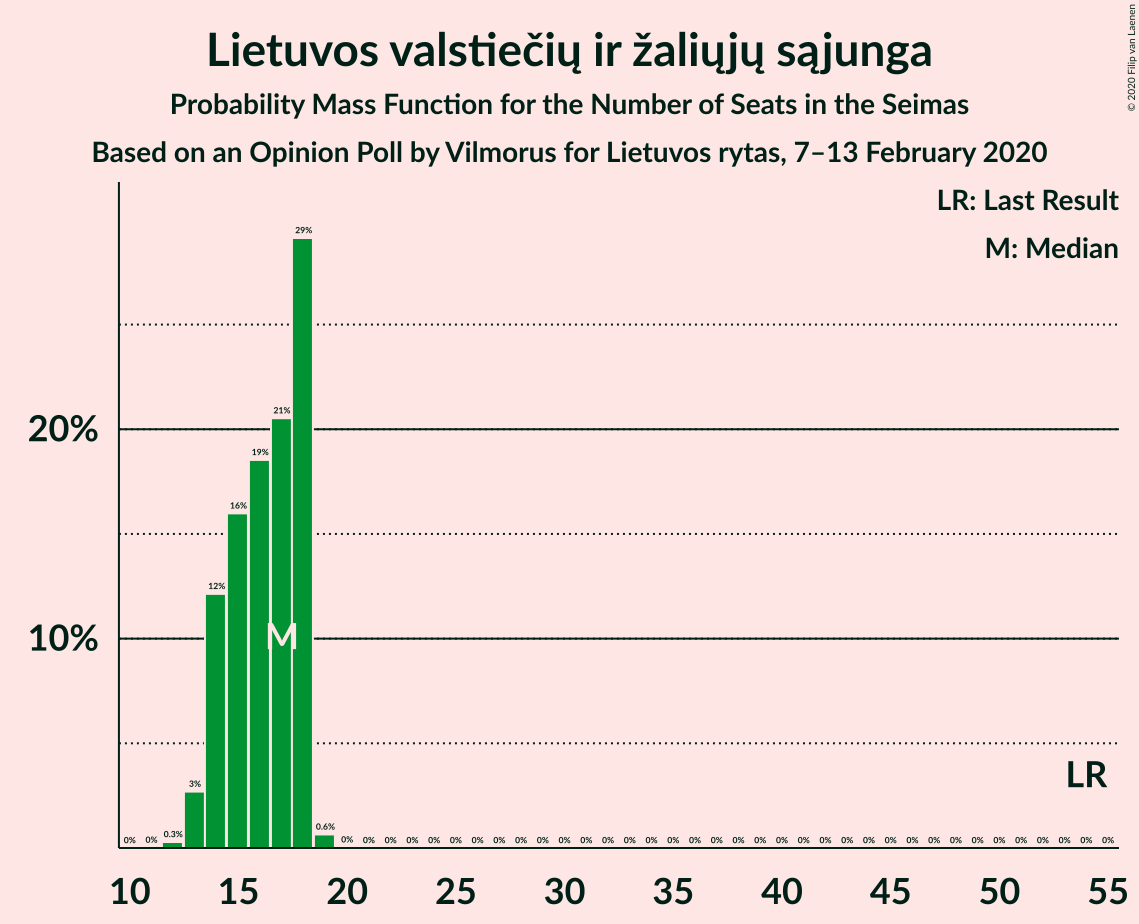 Lietuvos valstiečių ir žaliųjų sąjunga
Probability Mass Function for the Number of Seats in the Seimas
Based on an Opinion Poll by Vilmorus for Lietuvos rytas, 7–13 February 2020
© 2020 Filip van Laenen
LR: Last Result
M: Median
29%
21%
20%
19%
16%
12%
10%
M
LR
3%
0% 0% 0.3% 0.6% 0% 0% 0% 0% 0% 0% 0% 0% 0% 0% 0% 0% 0% 0% 0% 0% 0% 0% 0% 0% 0% 0% 0% 0% 0% 0% 0% 0% 0% 0% 0% 0% 0% 0% 0% 0%
10 15 20 25 30 35 40 45 50 55